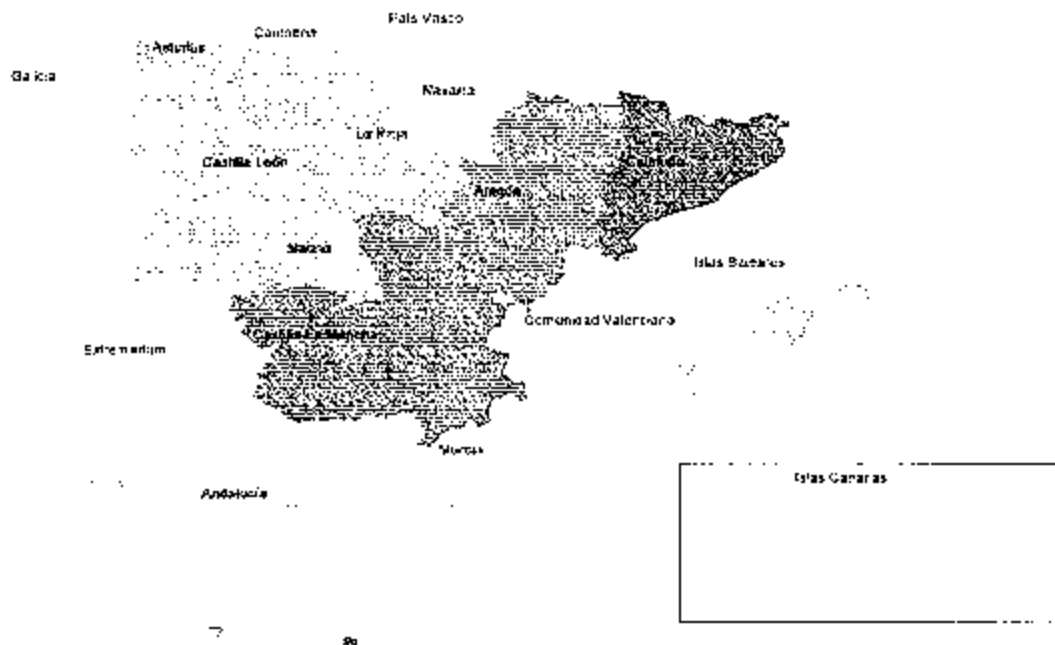 País Vasco
Cantabria
Asturias
Galicia
Navarra
La Rioja
Castilla León
Cataluña
Aragón
Madrid
Islas Baleares
Comunidad Valenciana
Castilla La Mancha
Extremadura
Murcia
Islas Canarias
Andalucía